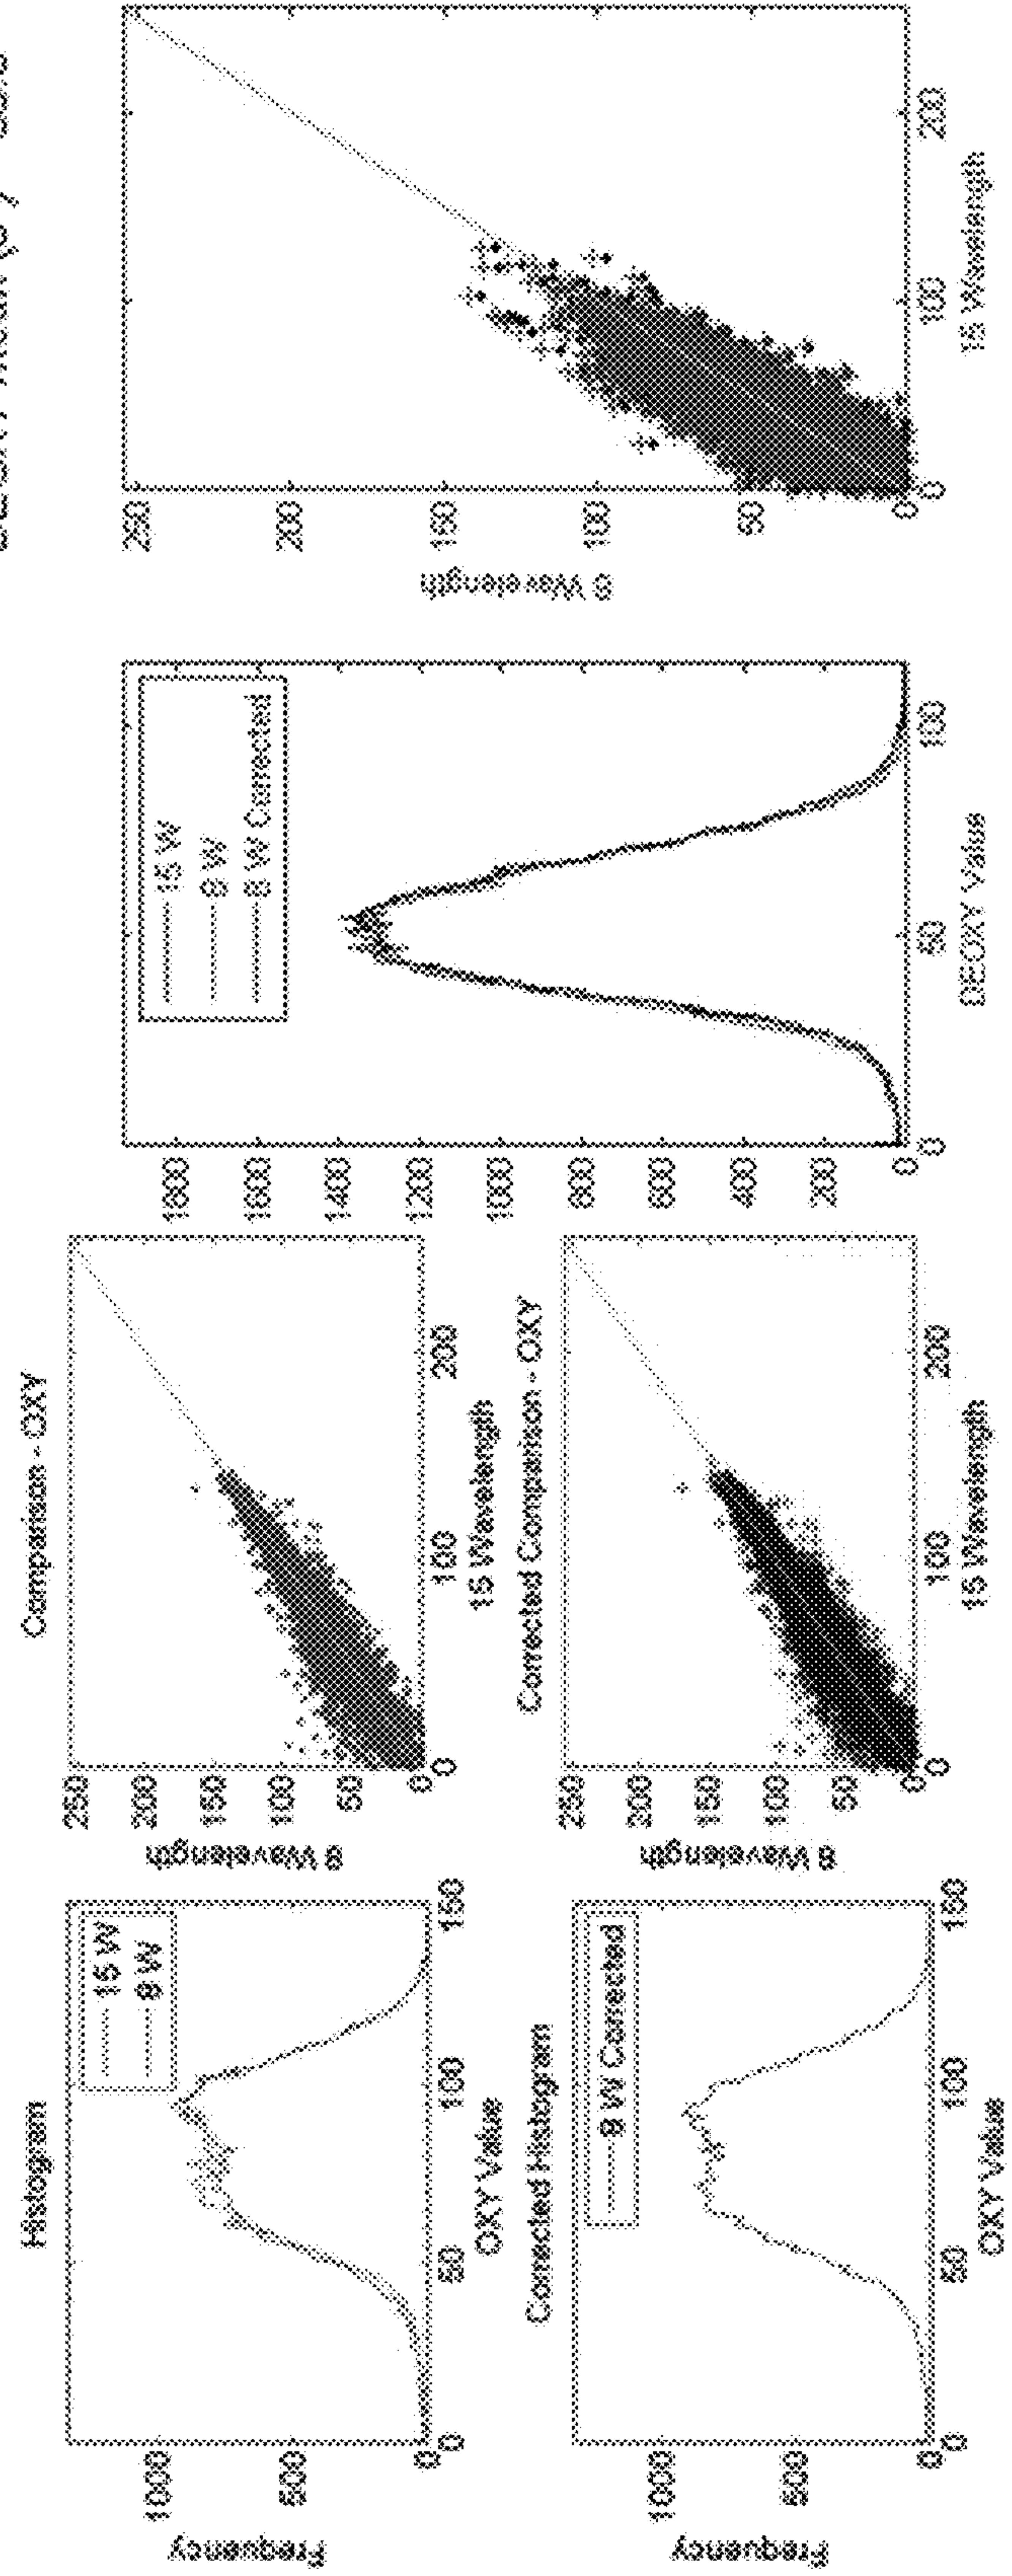 Histogram
15 W
8 W
1000
500
0
Frequency
0
50
100
150
OXY Value
Corrected Histogram
8 W Corrected
1000
500
0
Frequency
0
50
100
150
OXY Value
Comparison - OXY
250
200
150
100
50
0
8 Wavelength
0
100
200
15 Wavelength
Corrected Comparison - OXY
250
200
150
100
50
0
8 Wavelength
0
100
200
15 Wavelength
15 W
8 W
8 W Corrected
1800
1600
1400
1200
1000
800
600
400
200
0
0
50
100
DEOXY Value
250
200
150
100
50
0
8 Wavelength
0
100
200
15 Wavelength